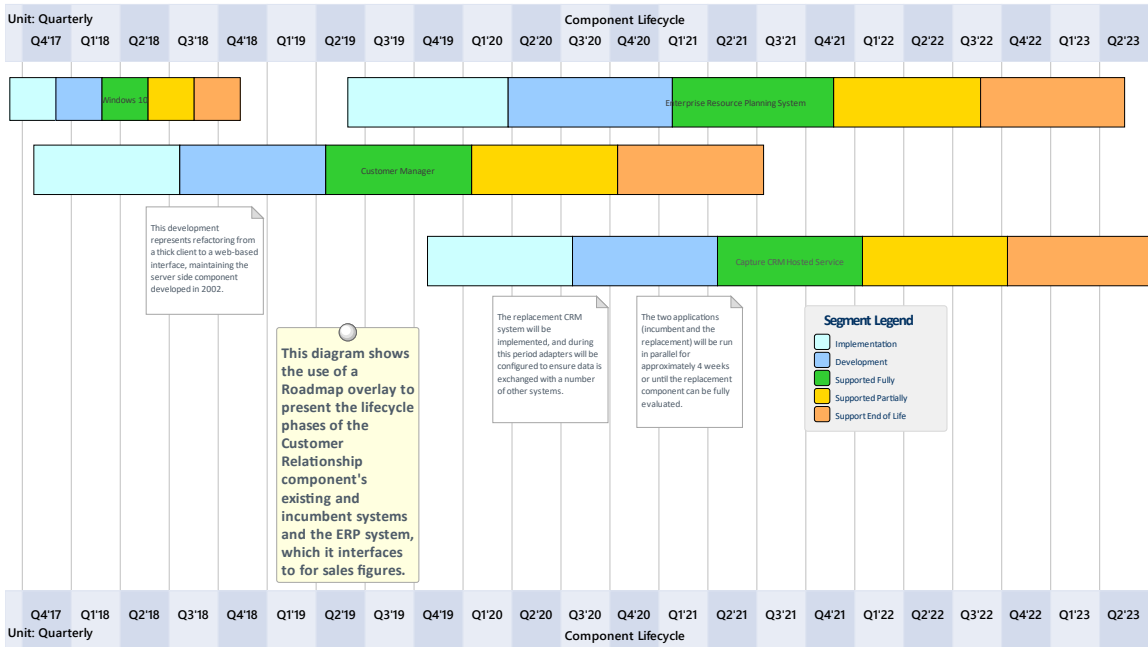 Unit: Quarterly
Component Lifecycle
Q4'17 Q1'18 Q2'18 Q3'18 Q4'18 Q1'19 Q2'19 Q3'19 Q4'19 Q1'20 Q2'20 Q3'20 Q4'20 Q1'21 Q2'21 Q3'21 Q4'21 Q1'22 Q2'22 Q3'22 Q4'22 Q1'23 Q2'23
Windows 10
Enterprise Resource Planning System
Customer Manager
This development
represents refactoring from
a thick client to a web-based
interface, maintaining the
server side component
developed in 2002.
Capture CRM Hosted Service
The replacement CRM
system will be
implemented, and during
this period adapters will be
configured to ensure data is
exchanged with a number
of other systems.
The two applications
(incumbent and the
replacement) will be run
in parallel for
approximately 4 weeks
or until the replacement
component can be fully
evaluated.
Segment Legend
Implementation
Development
Supported Fully
Supported Partially
Support End of Life
This diagram shows
the use of a
Roadmap overlay to
present the lifecycle
phases of the
Customer
Relationship
component's
existing and
incumbent systems
and the ERP system,
which it interfaces
to for sales figures.
Q4'17 Q1'18 Q2'18 Q3'18 Q4'18 Q1'19 Q2'19 Q3'19 Q4'19 Q1'20 Q2'20 Q3'20 Q4'20 Q1'21 Q2'21 Q3'21 Q4'21 Q1'22 Q2'22 Q3'22 Q4'22 Q1'23 Q2'23
Unit: Quarterly
Component Lifecycle